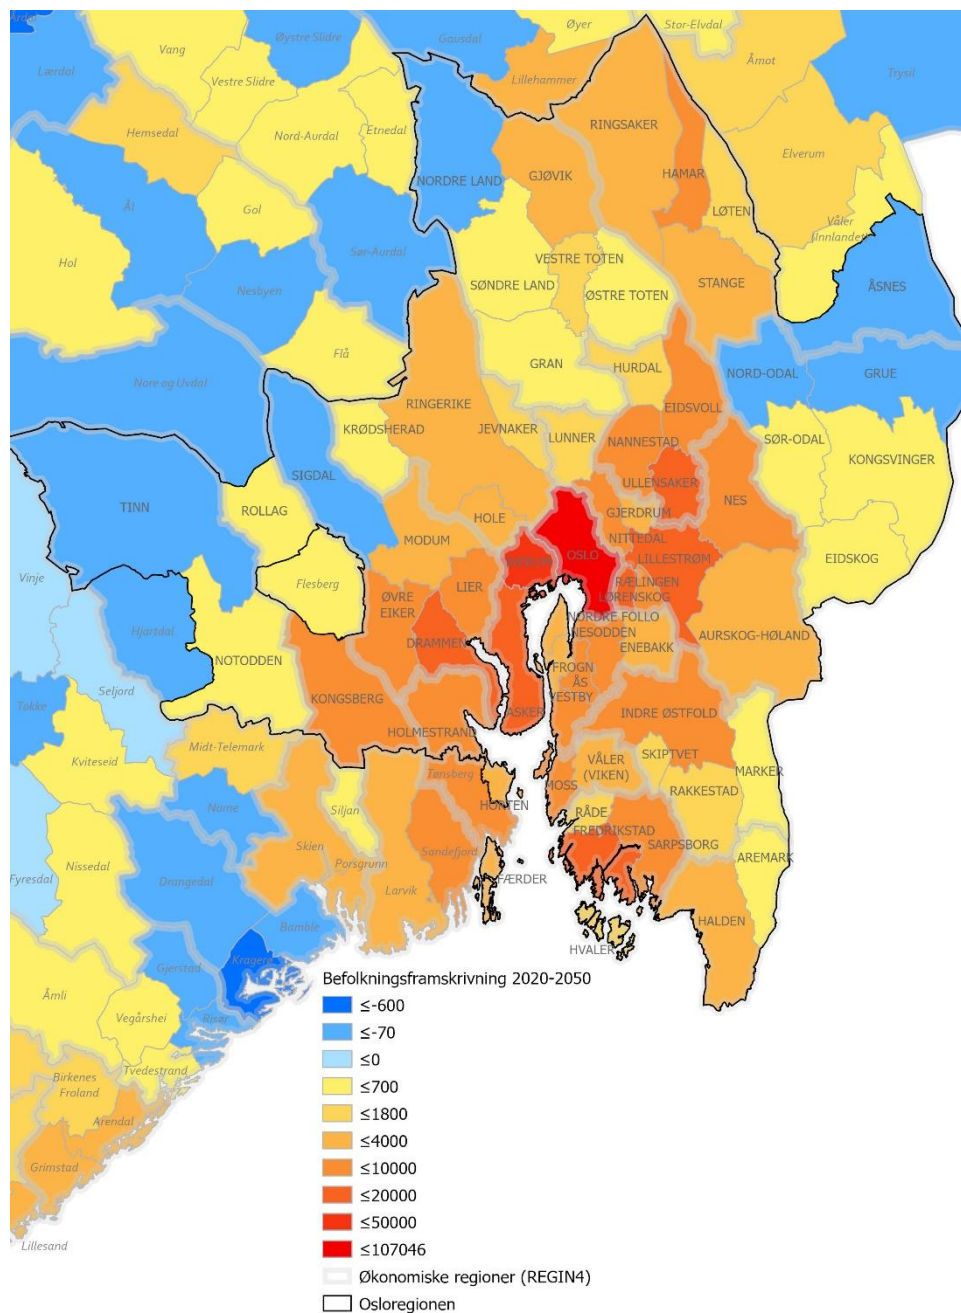 Årdal
Øystre Slidre
Gausdal
Øyer
Stor-Elvdal
Vang
Lærdal
Vestre Slidre
Lillehammer
Åmot
Trysil
Hemsedal
Nord-Aurdal
Etnedal
RINGSAKER
Elverum
NORDRE LAND
GJØVIK
HAMAR
LØTEN
Ål
Gol
Våler
(Innlandet)
Sør-Aurdal
Hol
VESTRE TOTEN
STANGE
Nesbyen
SØNDRE LAND
ØSTRE TOTEN
ÅSNES
Flå
GRAN
HURDAL
NORD-ODAL
GRUE
Nore og Uvdal
RINGERIKE
EIDSVOLL
KRØDSHERAD
JEVNAKER
LUNNER
NANNESTAD
SØR-ODAL
KONGSVINGER
SIGDAL
ULLENSAKER
TINN
ROLLAG
HOLE
GJERDRUM
NES
MODUM
NITTEDAL
OSLO
LILLESTRØM
EIDSKOG
Vinje
Flesberg
LIER
RÆLINGEN
ØVRE
EIKER
LØRENSKOG
Hjartdal
NORDRE FOLLO
NESODDEN
AURSKOG-HØLAND
DRAMMEN
ENEBAKK
NOTODDEN
FROGN
ÅS
Seljord
KONGSBERG
VESTBY
Tokke
ASKER
INDRE ØSTFOLD
HOLMESTRAND
Kviteseid
Midt-Telemark
SKIPTVET
MARKER
VÅLER
(VIKEN)
Tønsberg
MOSS
RAKKESTAD
Nome
Siljan
HORTEN
RÅDE
FREDRIKSTAD
Nissedal
Skien
SARPSBORG
Sandefjord
AREMARK
Porsgrunn
Fyresdal
Drangedal
Larvik
FÆRDER
HALDEN
Bamble
HVALER
Kragerø
Gjerstad
Åmli
Vegårshei
Risør
Tvedestrand
Birkenes
Froland
Arendal
Grimstad
Lillesand
Befolkningsframskrivning 2020-2050
≤-600
≤-70
≤0
≤700
≤1800
≤4000
≤10000
≤20000
≤50000
≤107046
Økonomiske regioner (REGIN4)
Osloregionen